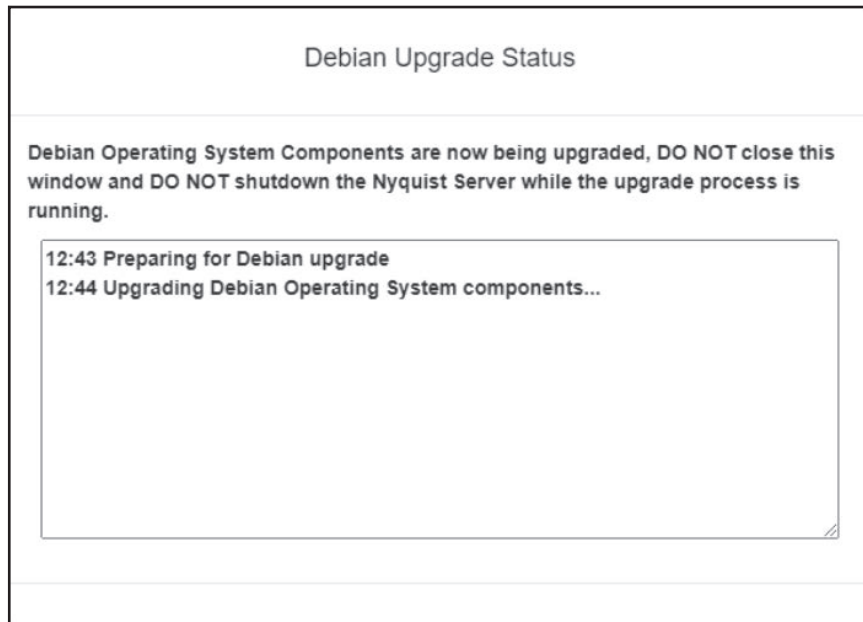 Debian Upgrade Status
Debian Operating System Components are now being upgraded, DO NOT close this
window and DO NOT shutdown the Nyquist Server while the upgrade process is
running.
12:43 Preparing for Debian upgrade
12:44 Upgrading Debian Operating System components...